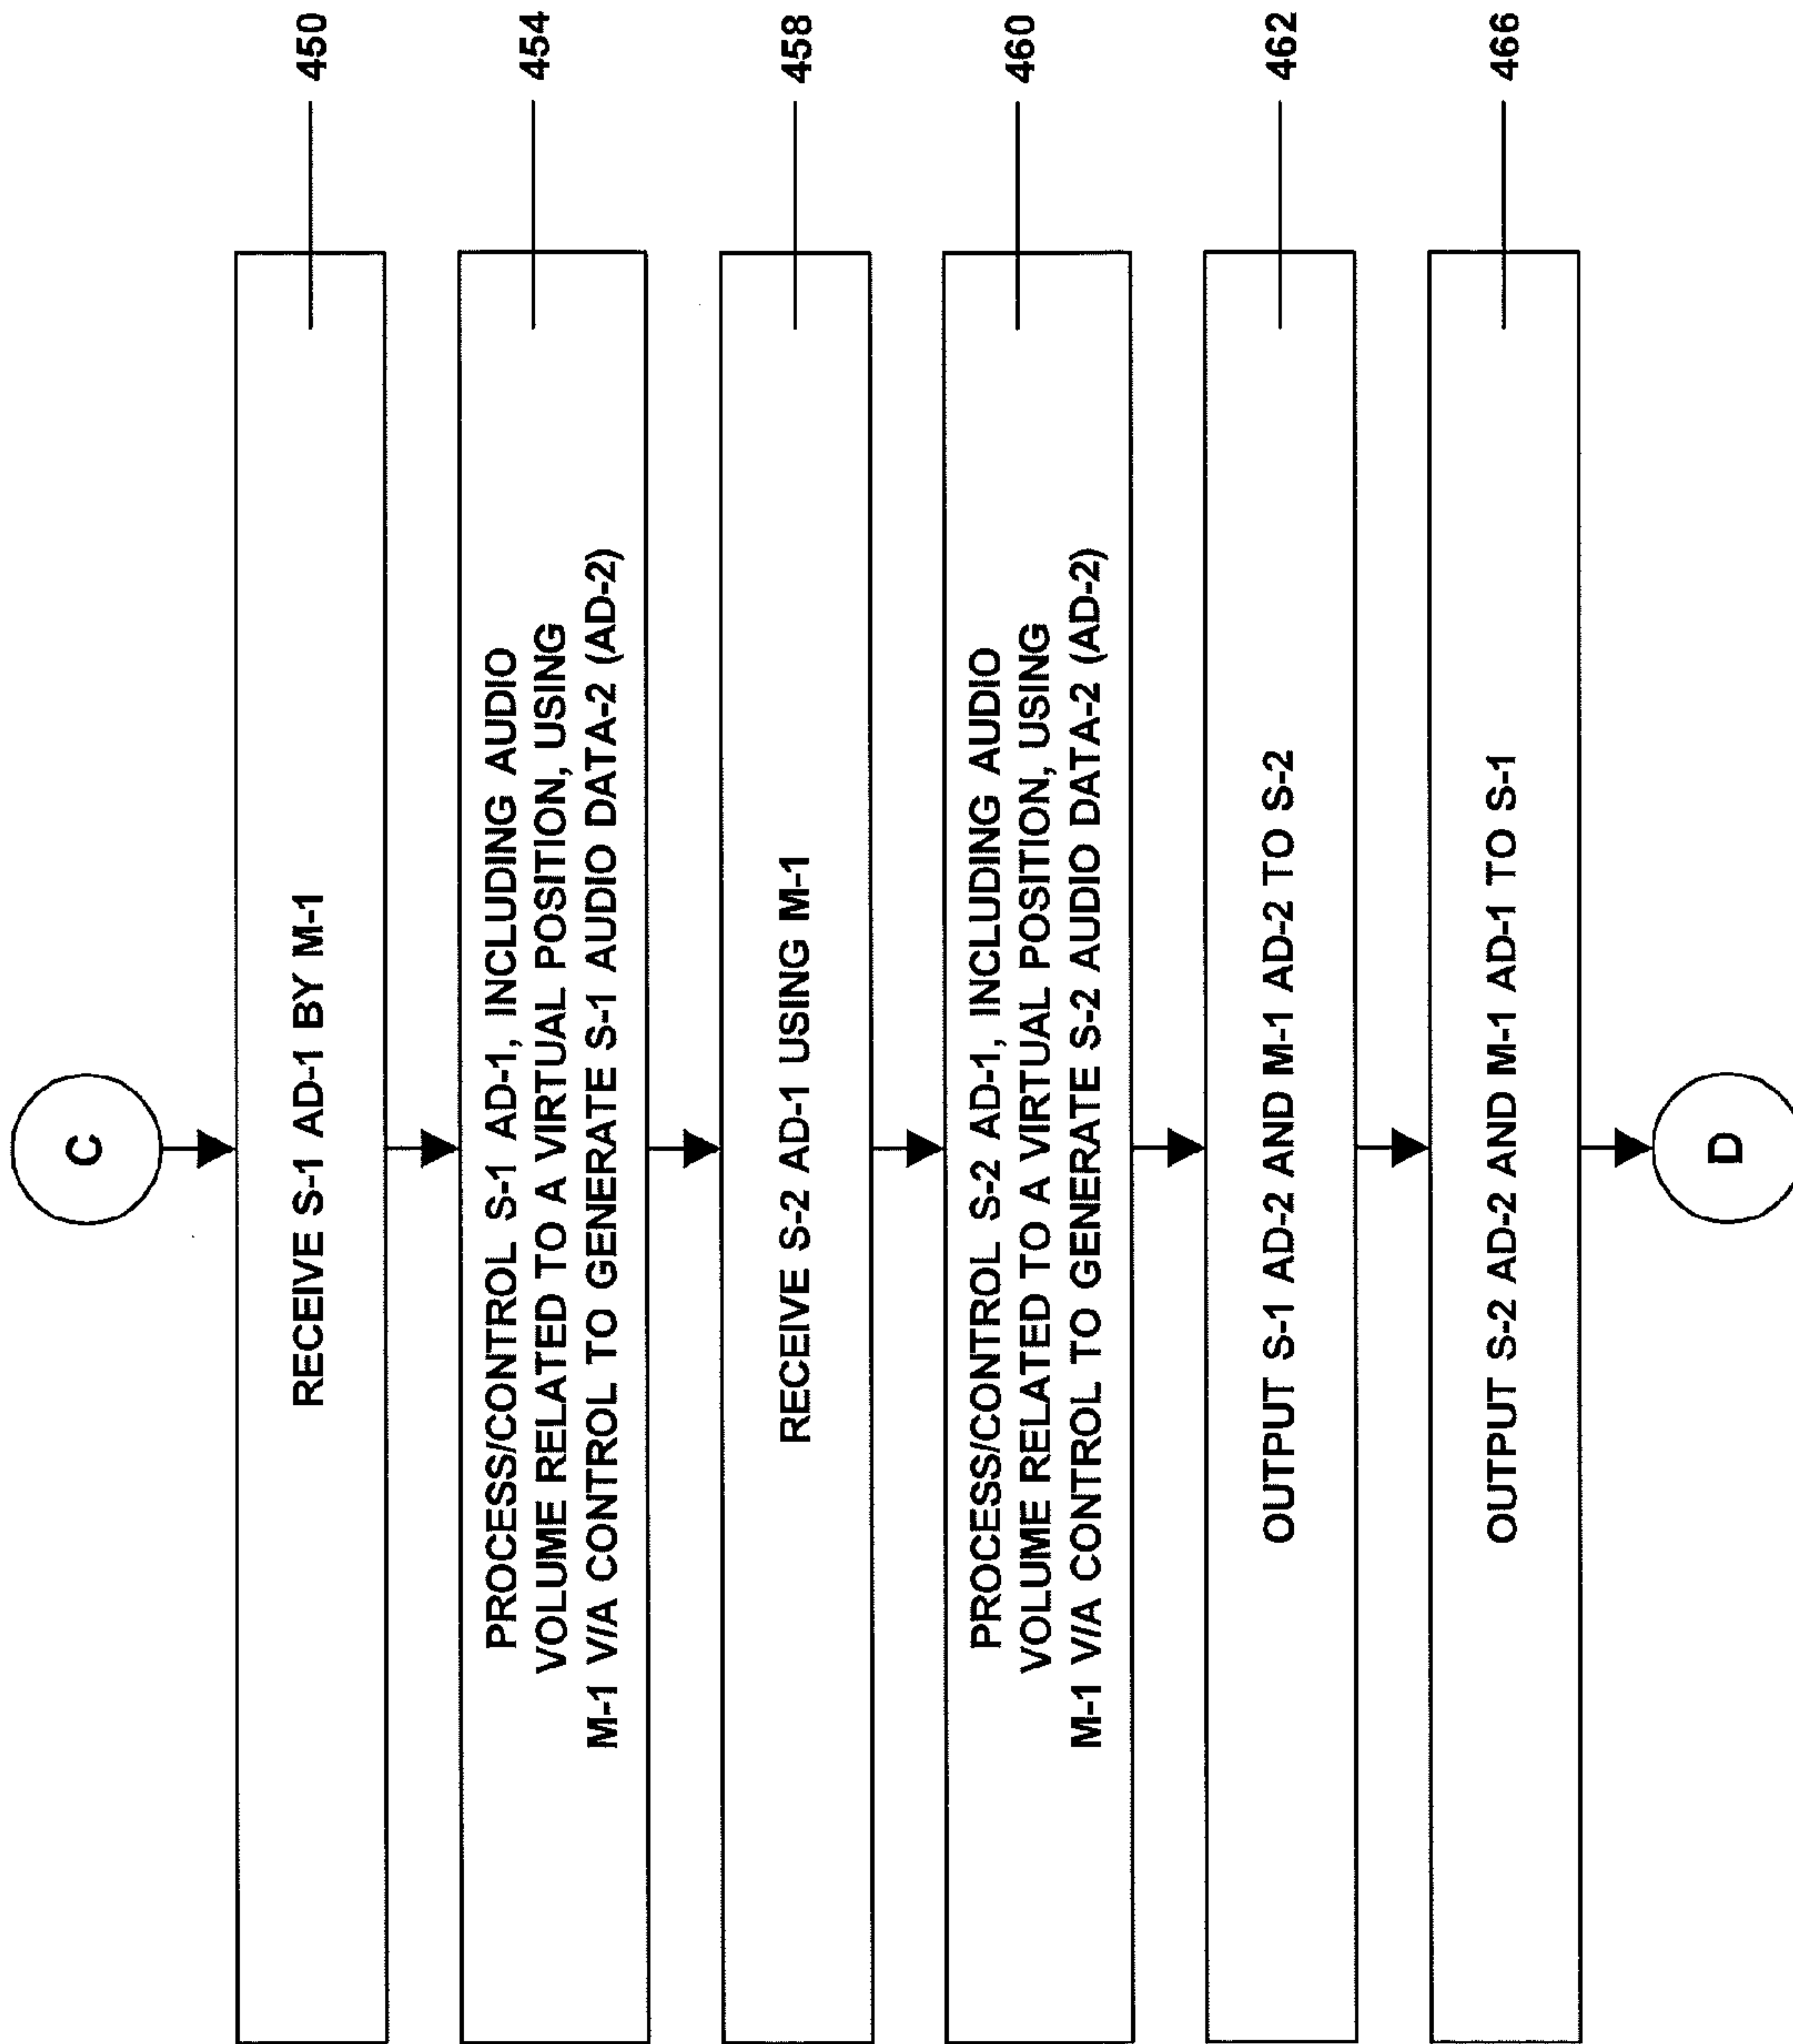 C
RECEIVE S-1 AD-1 BY M-1
450
PROCESS/CONTROL S-1 AD-1, INCLUDING AUDIO
VOLUME RELATED TO A VIRTUAL POSITION, USING
M-1 V/A CONTROL TO GENERATE S-1 AUDIO DATA-2 (AD-2)
454
RECEIVE S-2 AD-1 USING M-1
458
PROCESS/CONTROL S-2 AD-1, INCLUDING AUDIO
VOLUME RELATED TO A VIRTUAL POSITION, USING
M-1 V/A CONTROL TO GENERATE S-2 AUDIO DATA-2 (AD-2)
460
OUTPUT S-1 AD-2 AND M-1 AD-2 TO S-2
462
OUTPUT S-2 AD-2 AND M-1 AD-1 TO S-1
466
D